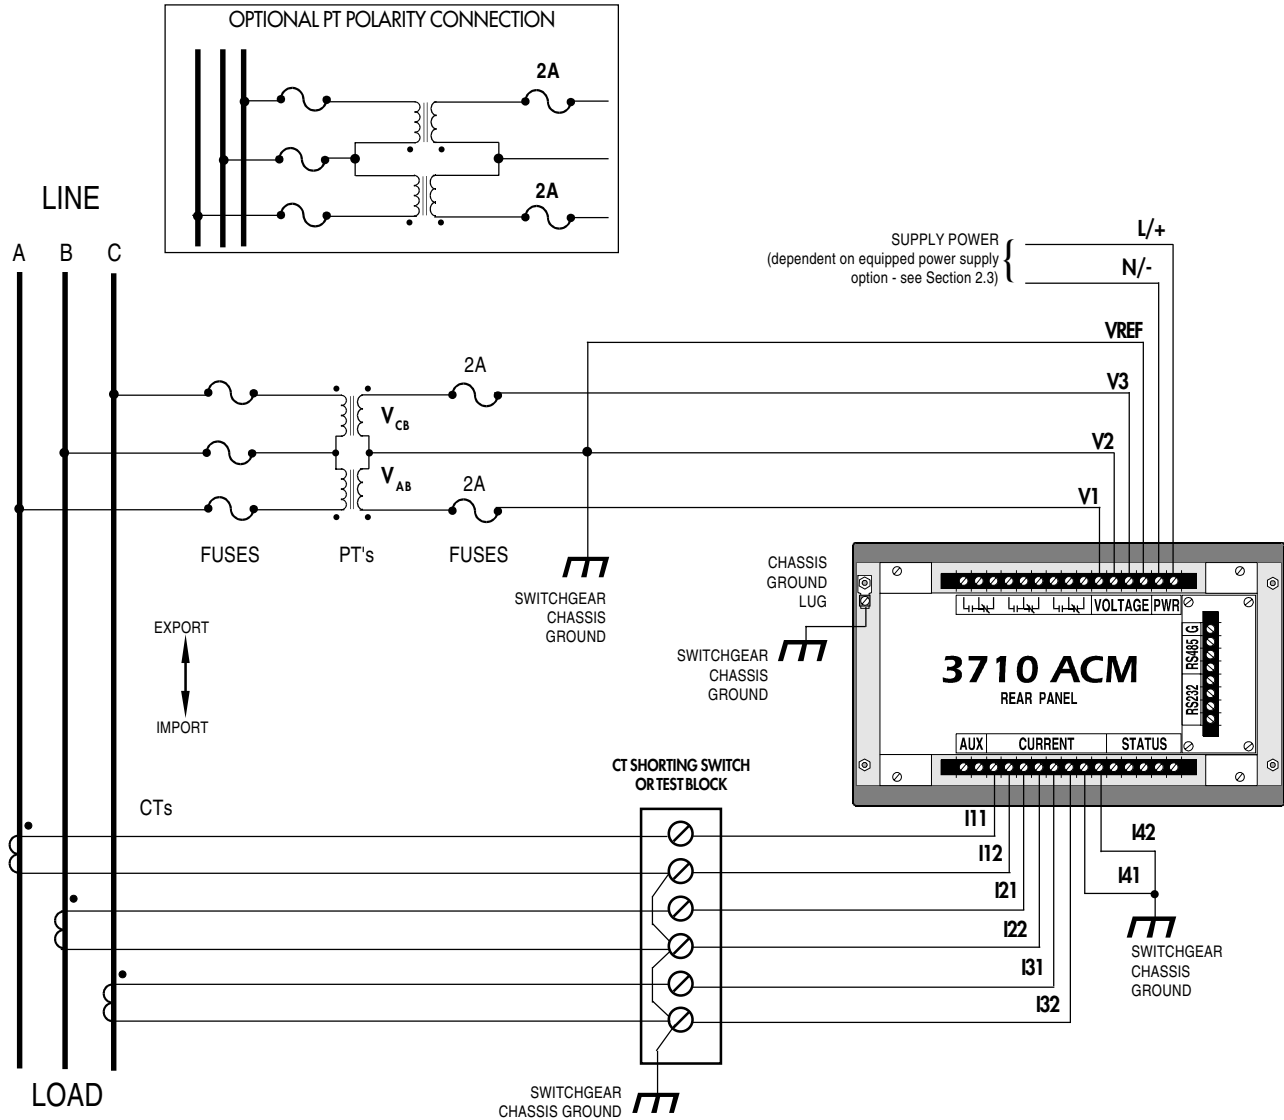 OPTIONAL PT POLARITY CONNECTION
2A
2A
LINE
A B C
SUPPLY POWER
(dependent on equipped power supply
option - see Section 2.3)
L/+
N/-
VREF
V3
V2
V1
2A
VCB
VAB
2A
FUSES PT's FUSES
SWITCHGEAR
CHASSIS
GROUND
CHASSIS
GROUND
LUG
SWITCHGEAR
CHASSIS
GROUND
VOLTAGE PWR
3710 ACM
REAR PANEL
G
RS485
RS232
AUX CURRENT STATUS
EXPORT
IMPORT
CT SHORTING SWITCH
OR TEST BLOCK
CTs
I11
I12
I21
I22
I31
I32
I42
I41
SWITCHGEAR
CHASSIS
GROUND
LOAD
SWITCHGEAR
CHASSIS GROUND